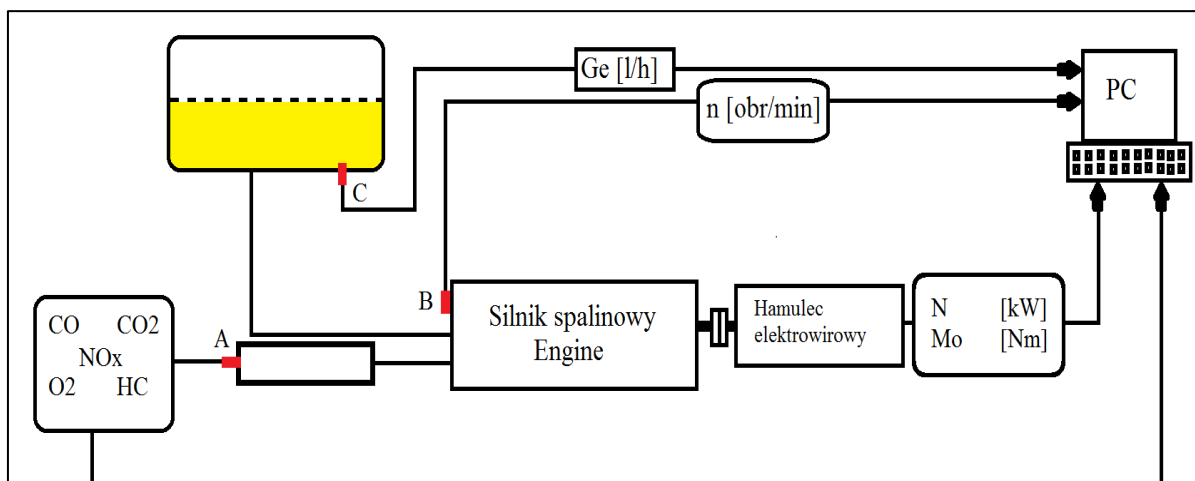 Ge [l/h]
PC
n [obr/min]
C
B
Silnik spalinowy
Engine
Hamulec
elektrowirowy
N [kW]
Mo [Nm]
A
CO CO2
NOx
O2 HC